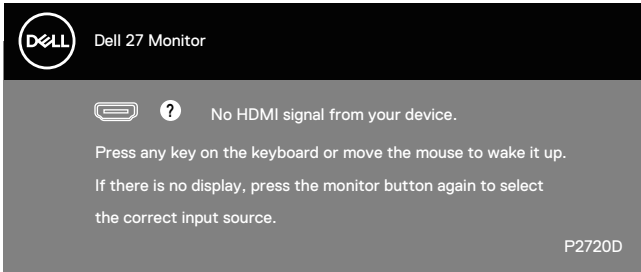 DELL
Dell 27 Monitor
? No HDMI signal from your device.
Press any key on the keyboard or move the mouse to wake it up.
If there is no display, press the monitor button again to select
the correct input source.
P2720D